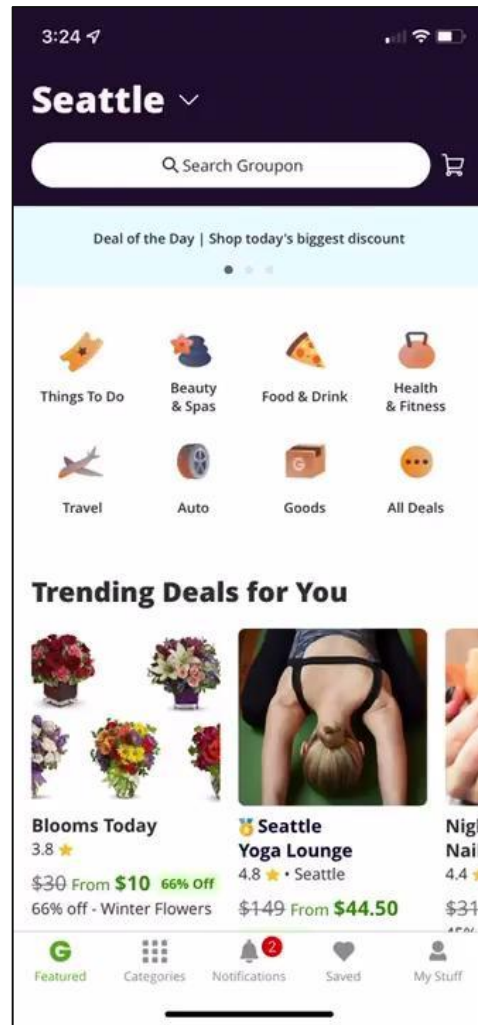 3:24
Seattle
Search Groupon
Deal of the Day | Shop today's biggest discount
Things To Do
Beauty
& Spas
Food & Drink
Health
& Fitness
Travel
Auto
G
Goods
All Deals
Trending Deals for You
Blooms Today
3.8
$30 From $10 66% Off
66% off - Winter Flowers
Seattle
Yoga Lounge
4.8 • Seattle
$149 From $44.50
Nig
Nai
4.4
$31
G
Featured
Categories
2
Notifications
Saved
My Stuff